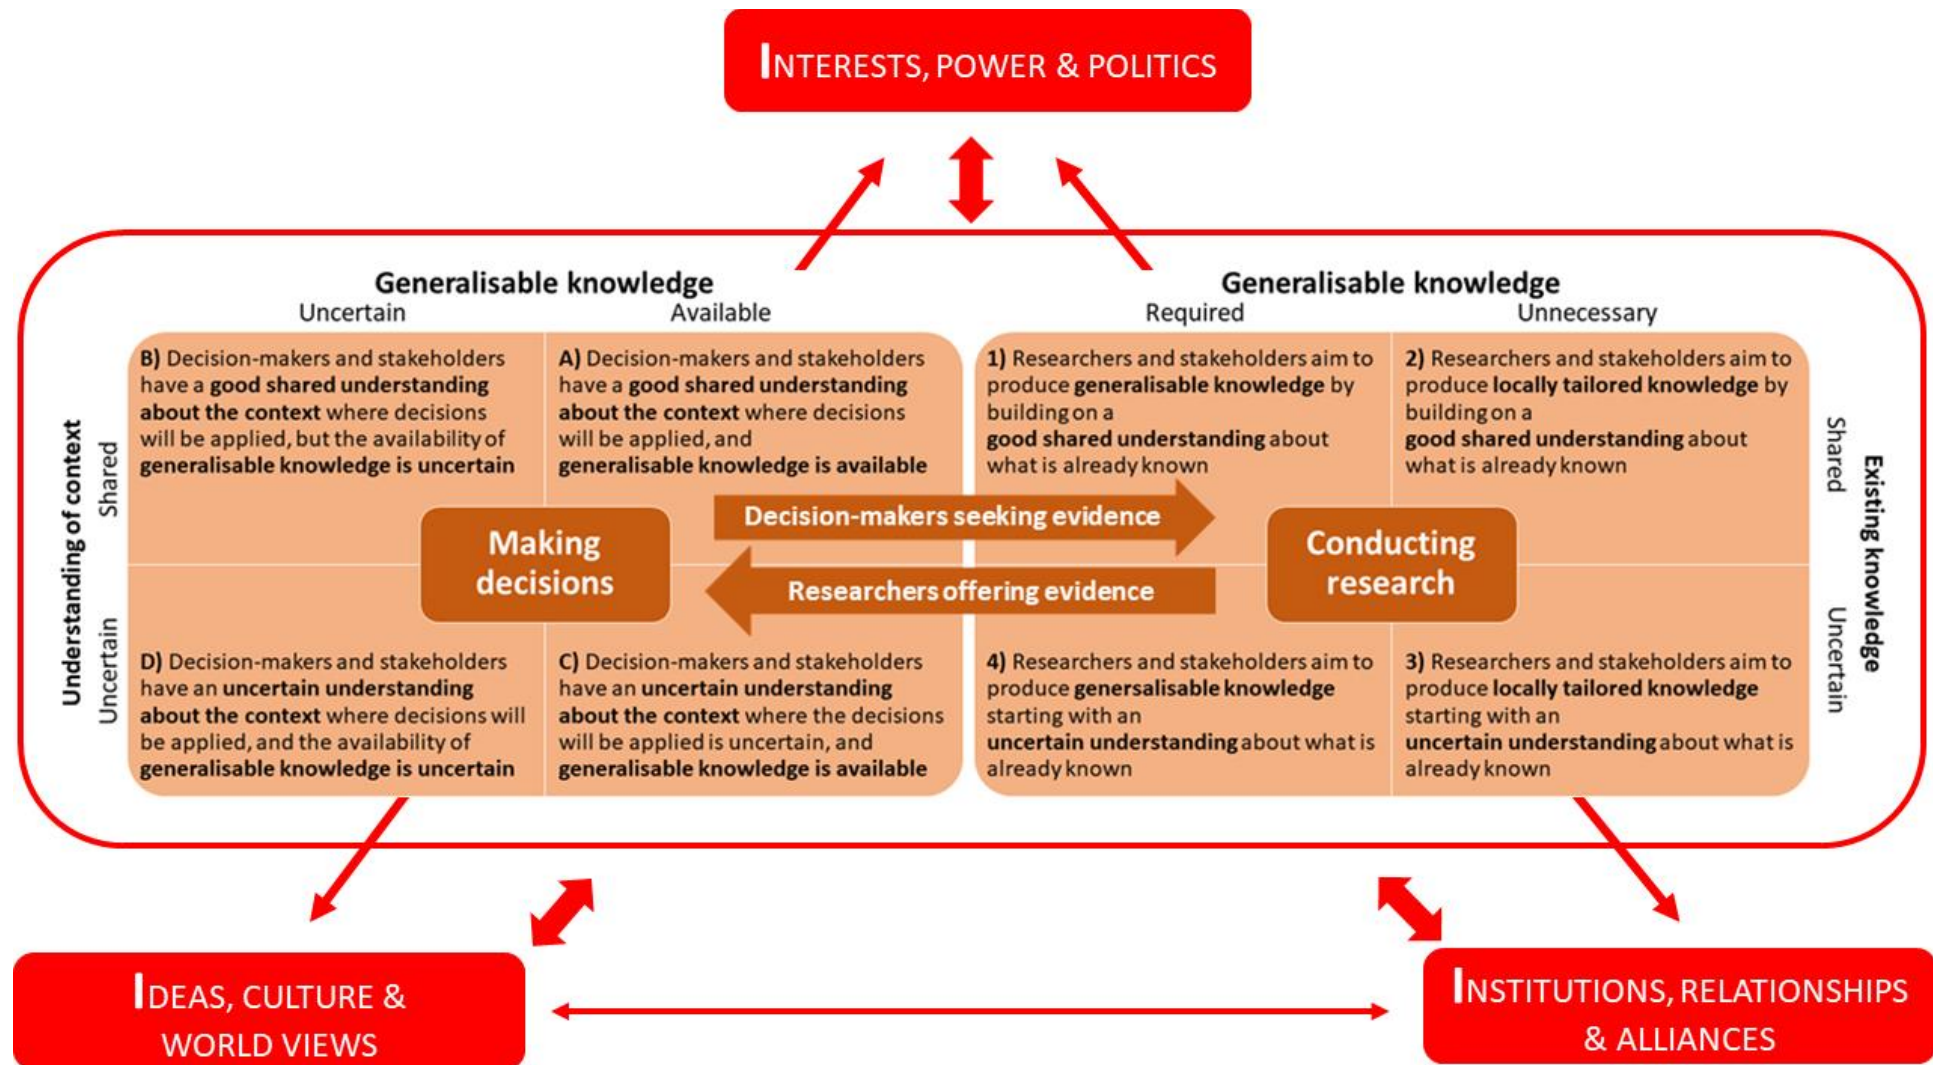 INTERESTS, POWER & POLITICS
Generalisable knowledge
Uncertain
Available
Generalisable knowledge
Required
Unnecessary
Understanding of context
Shared
Uncertain
B) Decision-makers and stakeholders
have a good shared understanding
about the context where decisions
will be applied, but the availability of
generalisable knowledge is uncertain
A) Decision-makers and stakeholders
have a good shared understanding
about the context where decisions
will be applied, and
generalisable knowledge is available
1) Researchers and stakeholders aim to
produce generalisable knowledge by
building on a
good shared understanding about
what is already known
2) Researchers and stakeholders aim to
produce locally tailored knowledge by
building on a
good shared understanding about
what is already known
Shared
Uncertain
Existing knowledge
Making
decisions
Decision-makers seeking evidence
Researchers offering evidence
Conducting
research
D) Decision-makers and stakeholders
have an uncertain understanding
about the context where decisions will
be applied, and the availability of
generalisable knowledge is uncertain
C) Decision-makers and stakeholders
have an uncertain understanding
about the context where the decisions
will be applied is uncertain, and
generalisable knowledge is available
4) Researchers and stakeholders aim to
produce genersalisable knowledge
starting with an
uncertain understanding about what is
already known
3) Researchers and stakeholders aim to
produce locally tailored knowledge
starting with an
uncertain understanding about what is
already known
IDEAS, CULTURE &
WORLD VIEWS
INSTITUTIONS, RELATIONSHIPS
& ALLIANCES